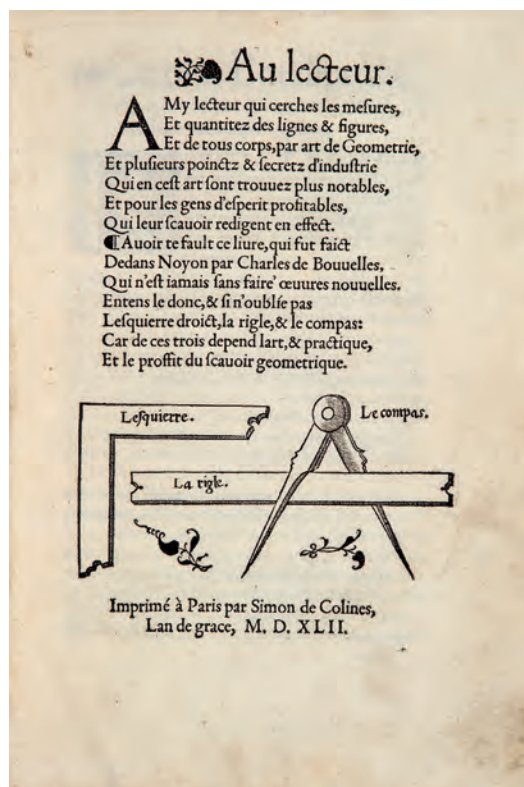 Au lecteur.
AMy lecteur qui cerches les meſures,
Et quantitez des lignes & figures,
Et de tous corps, par art de Geometrie,
Et pluſieurs poinctz & ſecretz d'induſtrie
Qui en ceſt art ſont trouuez plus notables,
Et pour les gens d'eſperit profitables,
Qui leur ſcauoir redigent en effect.
¶Auoir te fault ce liure, qui fut faict
Dedans Noyon par Charles de Bouuelles,
Qui n'eſt iamais ſans faire' œuures nouuelles.
Entens le donc, & ſi n'oublíe pas
Leſquierre droict, la rigle, & le compas:
Car de ces trois depend lart, & practique,
Et le proffit du ſcauoir geometrique.
Leſquierre.
Le compas.
La rigle.
Imprimé à Paris par Simon de Colines,
Lan de grace, M. D. XLII.